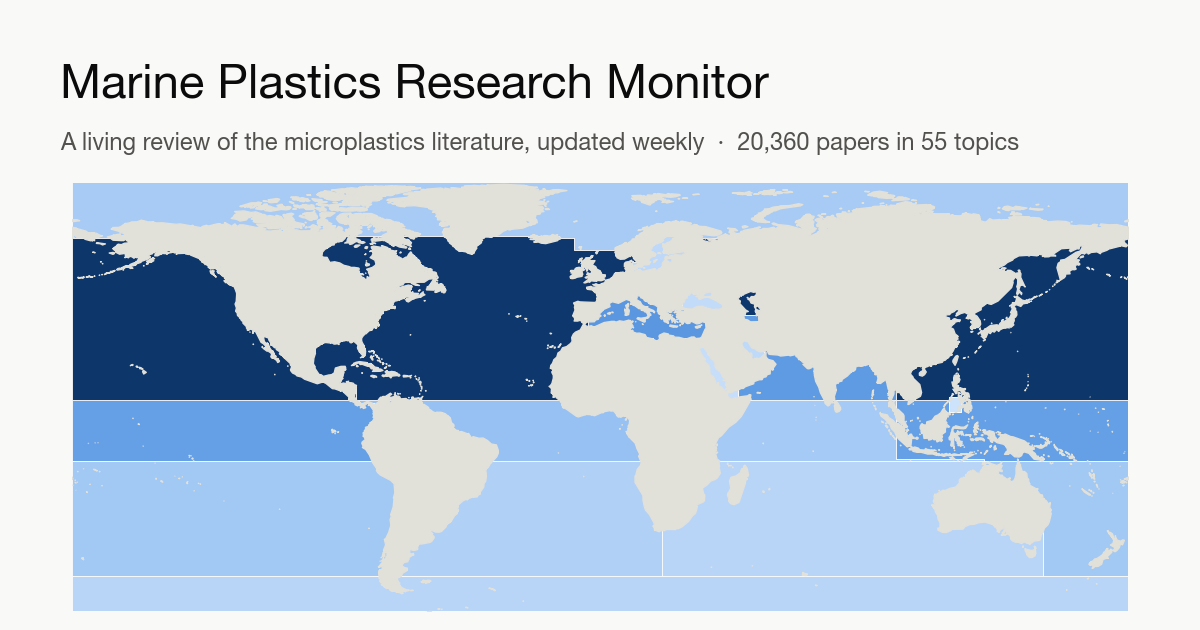 Marine Plastics Research Monitor
A living review of the microplastics literature, updated weekly · 20,360 papers in 55 topics